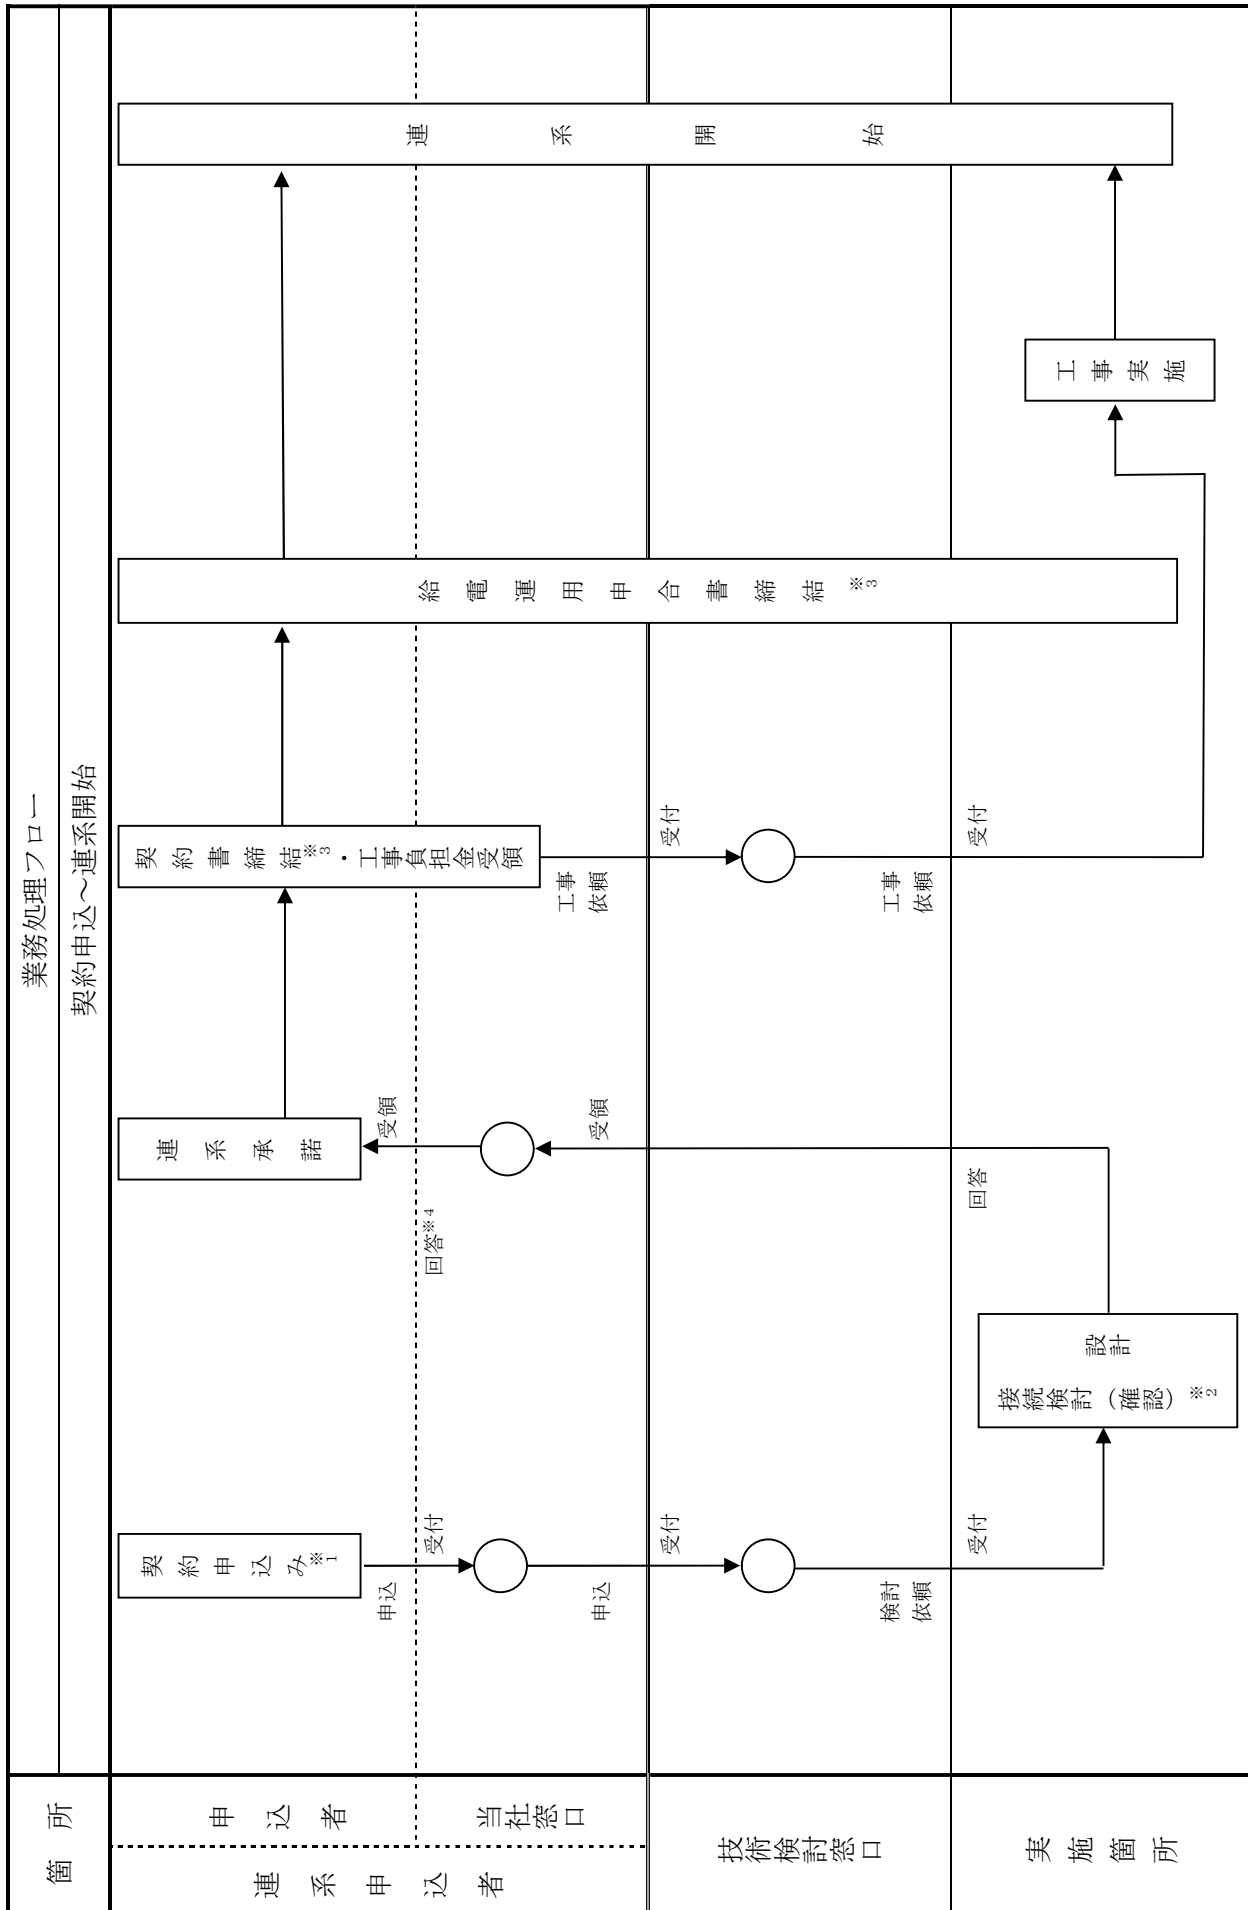 箇所
業務処理フロー
契約申込～連系開始
連系申込者
申込者
当社窓口
技術検討窓口
実施箇所
契約申込み※1
申込
受付
申込
受付
検討
依頼
受付
接続検討（確認）※2
設計
回答
受領
回答※4
受領
連系承諾
契約書締結※3・工事負担金受領
工事
依頼
受付
工事
依頼
受付
給電運用申合書締結※3
工事実施
連系開始